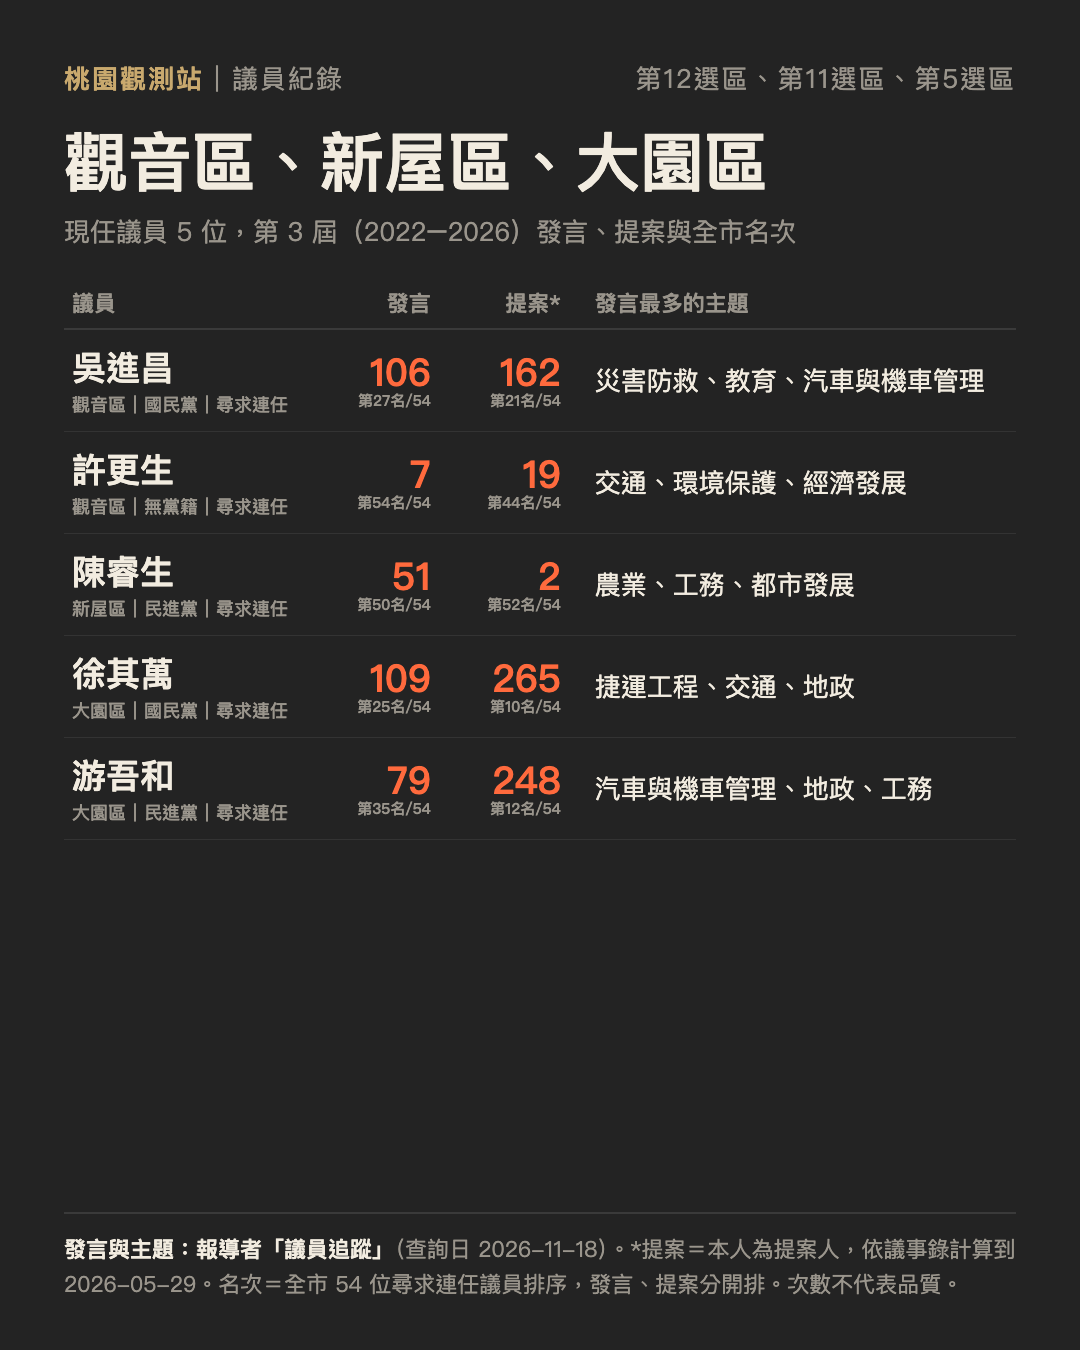 桃園觀測站｜議員紀錄
第12選區、第11選區、第5選區
觀音區、新屋區、大園區
現任議員 5 位，第 3 屆（2022—2026）發言、提案與全市名次
議員 發言 提案* 發言最多的主題
吳進昌 106 162 災害防救、教育、汽車與機車管理
觀音區｜國民黨｜尋求連任 第27名/54 第21名/54
許更生 7 19 交通、環境保護、經濟發展
觀音區｜無黨籍｜尋求連任 第54名/54 第44名/54
陳睿生 51 2 農業、工務、都市發展
新屋區｜民進黨｜尋求連任 第50名/54 第52名/54
徐其萬 109 265 捷運工程、交通、地政
大園區｜國民黨｜尋求連任 第25名/54 第10名/54
游吾和 79 248 汽車與機車管理、地政、工務
大園區｜民進黨｜尋求連任 第35名/54 第12名/54
發言與主題：報導者「議員追蹤」（查詢日 2026–11–18）。*提案＝本人為提案人，依議事錄計算到
2026–05–29。名次＝全市 54 位尋求連任議員排序，發言、提案分開排。次數不代表品質。